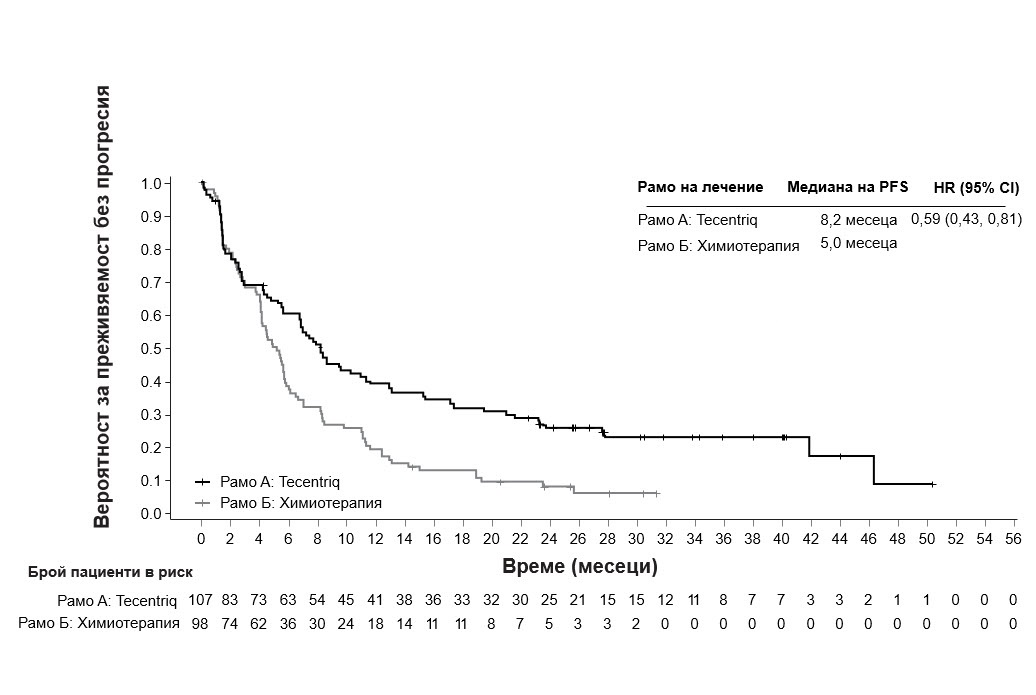 Вероятност за преживяемост без прогресия
Рамо на лечение Медиана на PFS HR (95% CI)
Рамо А: Tecentriq 8,2 месеца 0,59 (0,43, 0,81)
Рамо Б: Химиотерапия 5,0 месеца
1.0
0.9
0.8
0.7
0.6
0.5
0.4
0.3
0.2
0.1
0.0
Рамо А: Tecentriq
Рамо Б: Химиотерапия
0 2 4 6 8 10 12 14 16 18 20 22 24 26 28 30 32 34 36 38 40 42 44 46 48 50 52 54 56
Време (месеци)
Брой пациенти в риск
Рамо А: Tecentriq 107 83 73 63 54 45 41 38 36 33 32 30 25 21 15 15 12 11 8 7 7 3 3 2 1 1 0 0 0
Рамо Б: Химиотерапия 98 74 62 36 30 24 18 14 11 11 8 7 5 3 3 2 0 0 0 0 0 0 0 0 0 0 0 0 0